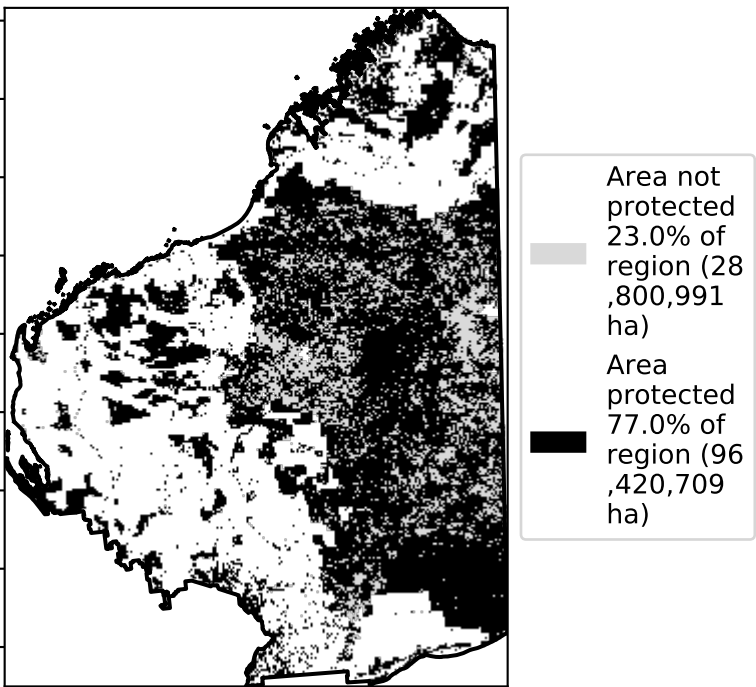 Area not
protected
23.0% of
region (28
,800,991
ha)
Area
protected
77.0% of
region (96
,420,709
ha)